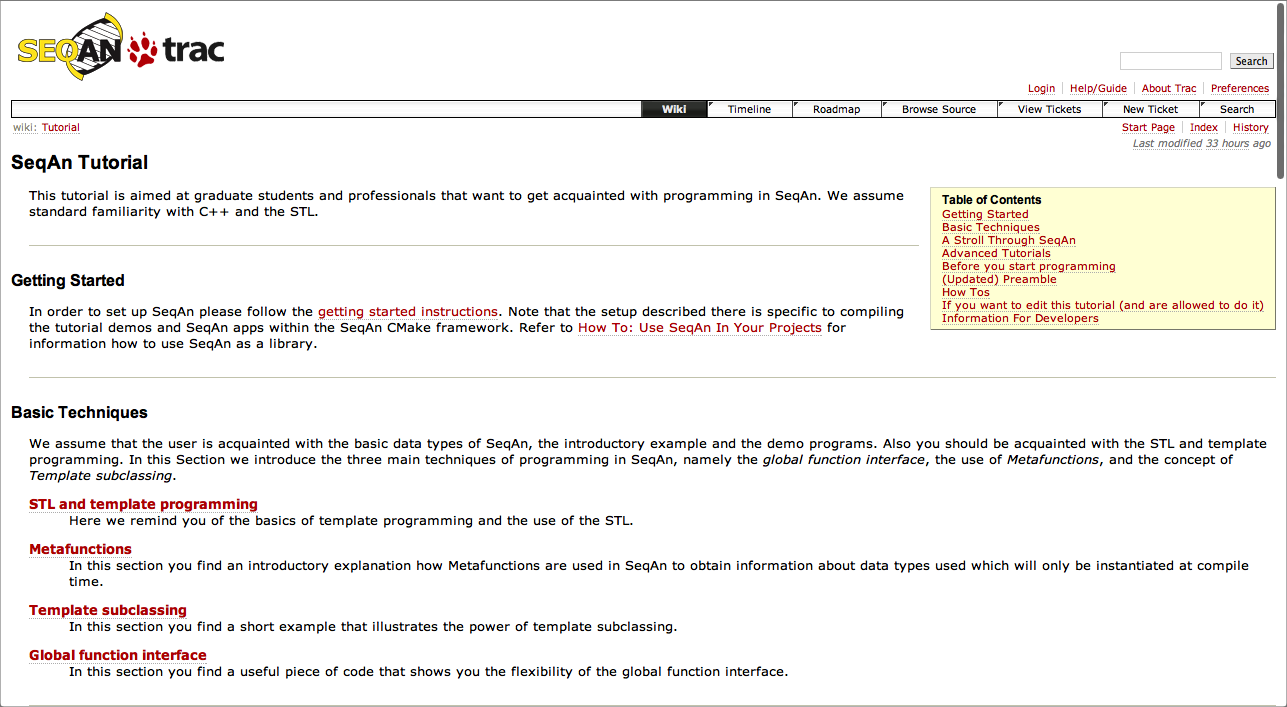 SEQAN trac
Search
Login Help/Guide About Trac Preferences
Wiki Timeline Roadmap Browse Source View Tickets New Ticket Search
wiki: Tutorial
Start Page Index History
Last modified 33 hours ago
SeqAn Tutorial
This tutorial is aimed at graduate students and professionals that want to get acquainted with programming in SeqAn. We assume
standard familiarity with C++ and the STL.
Table of Contents
Getting Started
Basic Techniques
A Stroll Through SeqAn
Advanced Tutorials
Before you start programming
(Updated) Preamble
How Tos
If you want to edit this tutorial (and are allowed to do it)
Information For Developers
Getting Started
In order to set up SeqAn please follow the getting started instructions. Note that the setup described there is specific to compiling
the tutorial demos and SeqAn apps within the SeqAn CMake framework. Refer to How To: Use SeqAn In Your Projects for
information how to use SeqAn as a library.
Basic Techniques
We assume that the user is acquainted with the basic data types of SeqAn, the introductory example and the demo programs. Also you should be acquainted with the STL and template
programming. In this Section we introduce the three main techniques of programming in SeqAn, namely the global function interface, the use of Metafunctions, and the concept of
Template subclassing.
STL and template programming
Here we remind you of the basics of template programming and the use of the STL.
Metafunctions
In this section you find an introductory explanation how Metafunctions are used in SeqAn to obtain information about data types used which will only be instantiated at compile
time.
Template subclassing
In this section you find a short example that illustrates the power of template subclassing.
Global function interface
In this section you find a useful piece of code that shows you the flexibility of the global function interface.